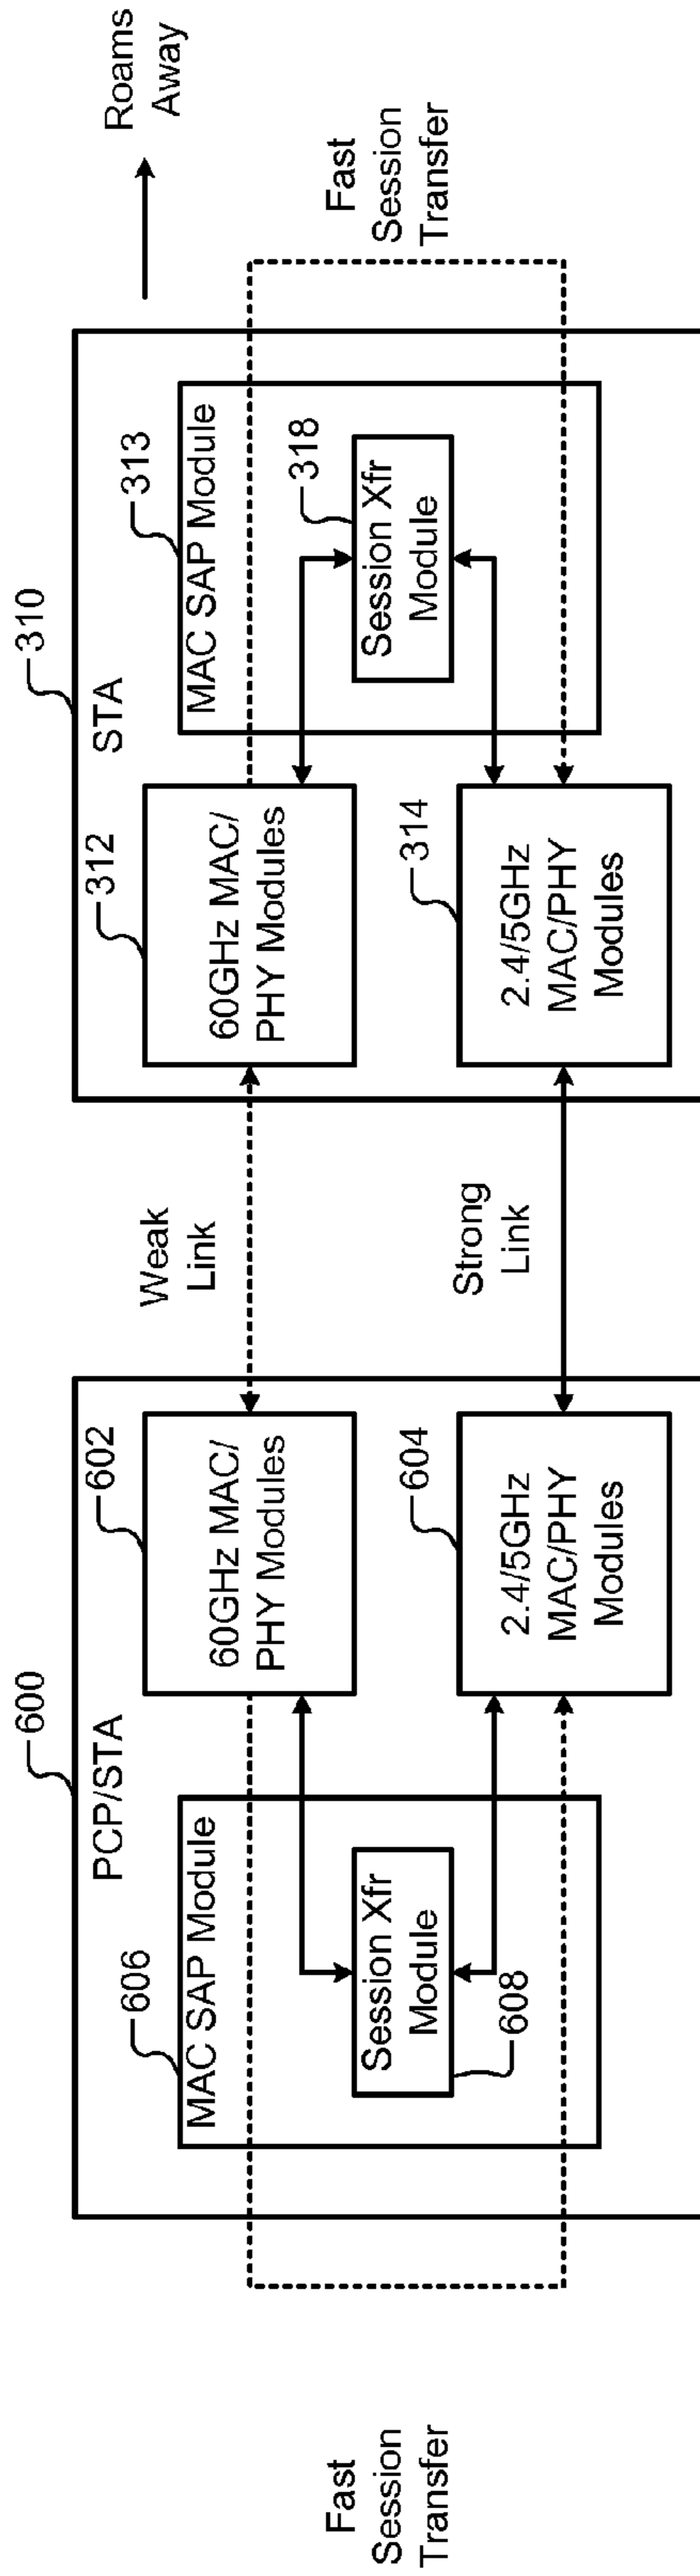 Fast
Session
Transfer
600
PCP/STA
606
MAC SAP Module
Session Xfr
Module
608
602
60GHz MAC/
PHY Modules
604
2.4/5GHz
MAC/PHY
Modules
Weak
Link
Strong
Link
310
STA
312
60GHz MAC/
PHY Modules
314
2.4/5GHz
MAC/PHY
Modules
313
MAC SAP Module
318
Session Xfr
Module
Roams
Away
Fast
Session
Transfer